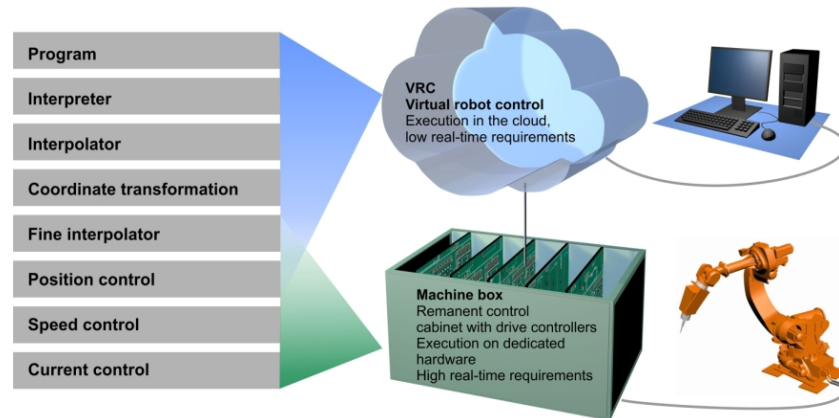 Program
Interpreter
Interpolator
Coordinate transformation
Fine interpolator
Position control
Speed control
Current control
VRC
Virtual robot control
Execution in the cloud,
low real-time requirements
Machine box
Remanent control
cabinet with drive controllers
Execution on dedicated
hardware
High real-time requirements